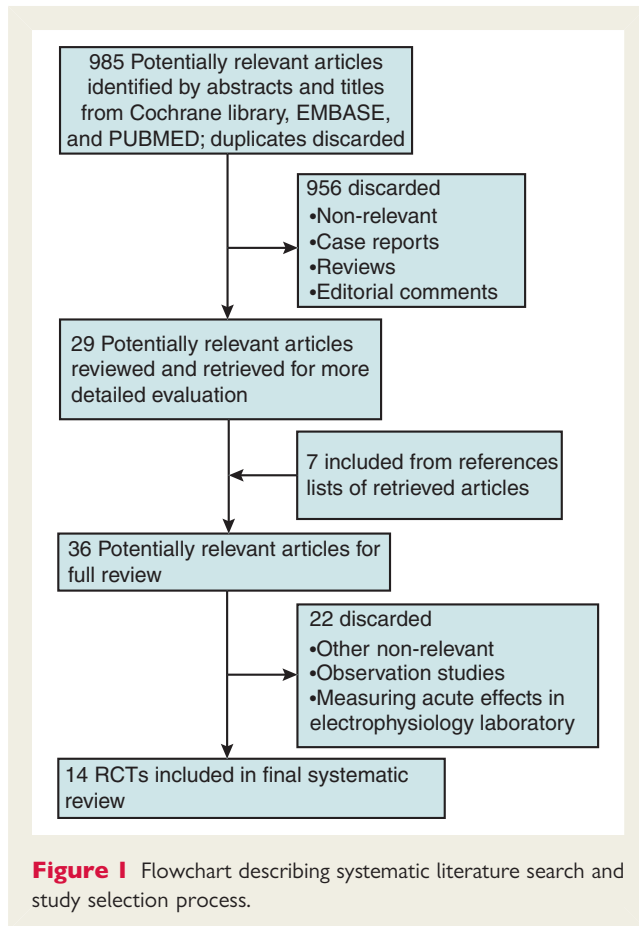 985 Potentially relevant articles
identified by abstracts and titles
from Cochrane library, EMBASE,
and PUBMED; duplicates discarded
956 discarded
•Non-relevant
•Case reports
•Reviews
•Editorial comments
29 Potentially relevant articles
reviewed and retrieved for more
detailed evaluation
7 included from references
lists of retrieved articles
36 Potentially relevant articles for
full review
22 discarded
•Other non-relevant
•Observation studies
•Measuring acute effects in
electrophysiology laboratory
14 RCTs included in final systematic
review
Figure 1 Flowchart describing systematic literature search and
study selection process.